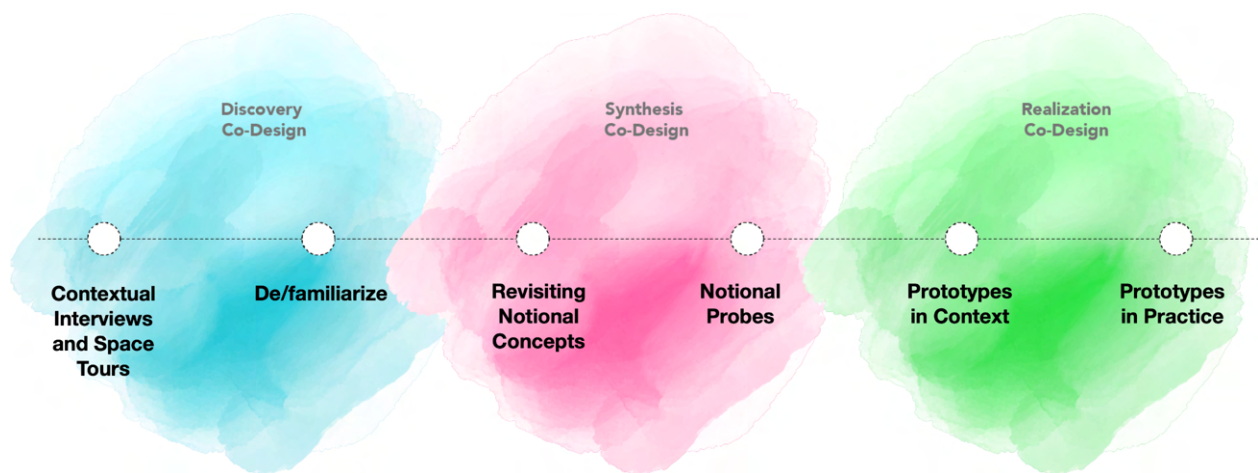 Discovery
Co-Design
Synthesis
Co-Design
Realization
Co-Design
Contextual
Interviews
and Space
Tours
De/familiarize
Revisiting
Notional
Concepts
Notional
Probes
Prototypes
in Context
Prototypes
in Practice